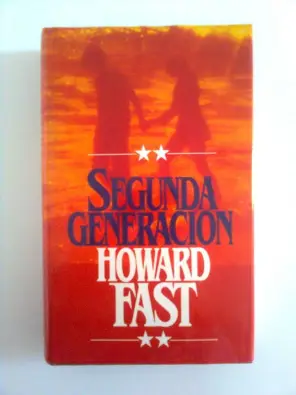 SEGUNDA
GENERACION
HOWARD
FAST